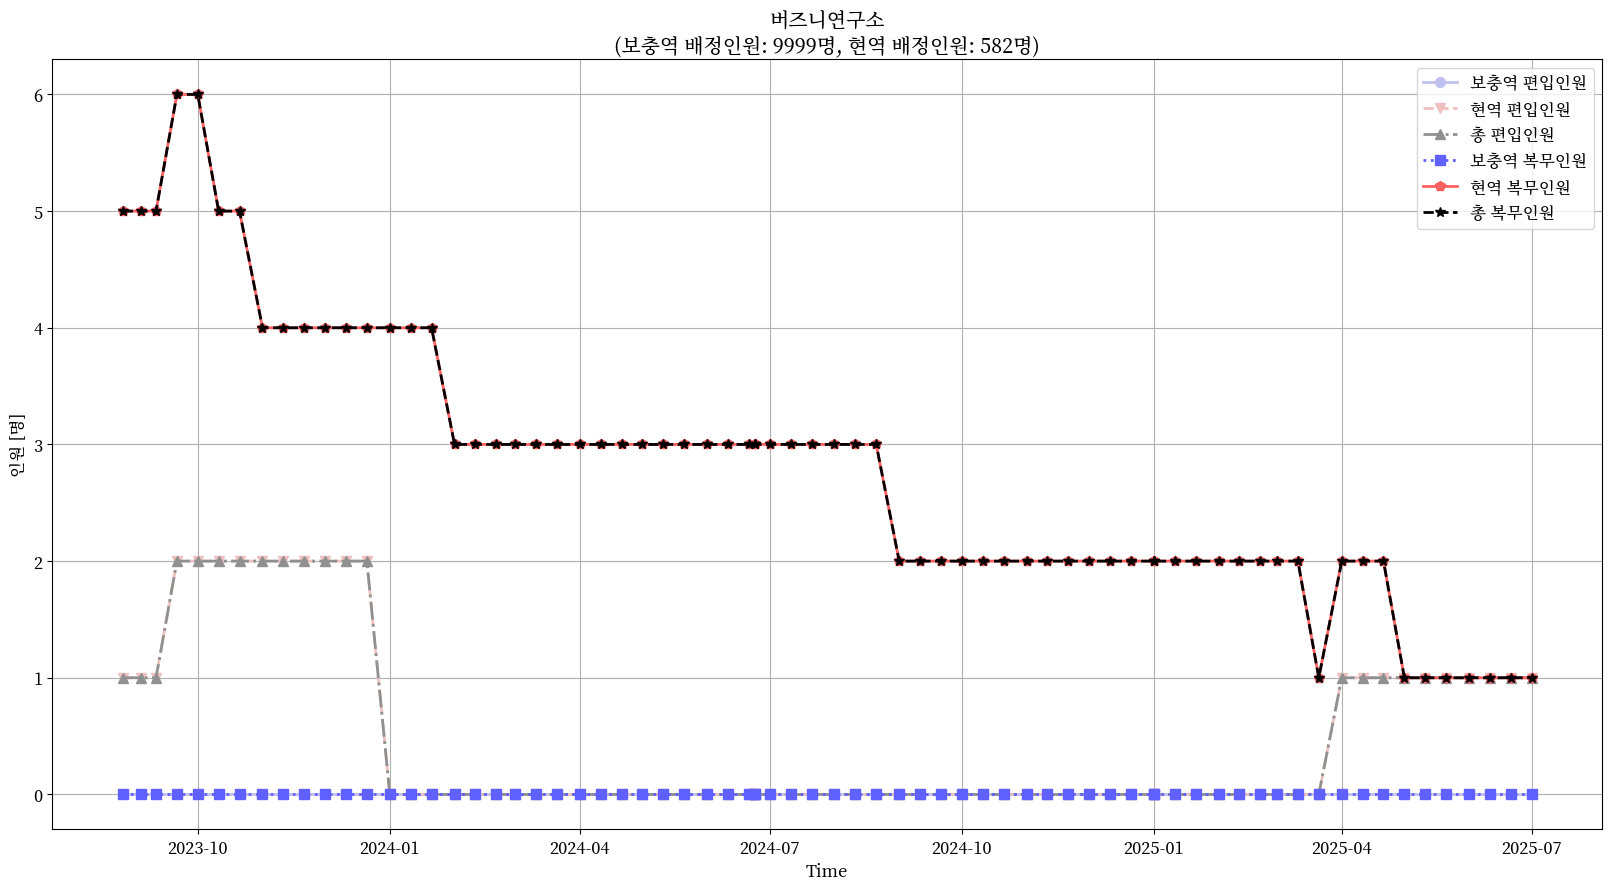 버즈니연구소
(보충역 배정인원: 9999명, 현역 배정인원: 582명)
보충역 편입인원
현역 편입인원
총 편입인원
보충역 복무인원
현역 복무인원
총 복무인원
인원 [명]
6
5
4
3
2
1
0
2023-10
2024-01
2024-04
2024-07
2024-10
2025-01
2025-04
2025-07
Time